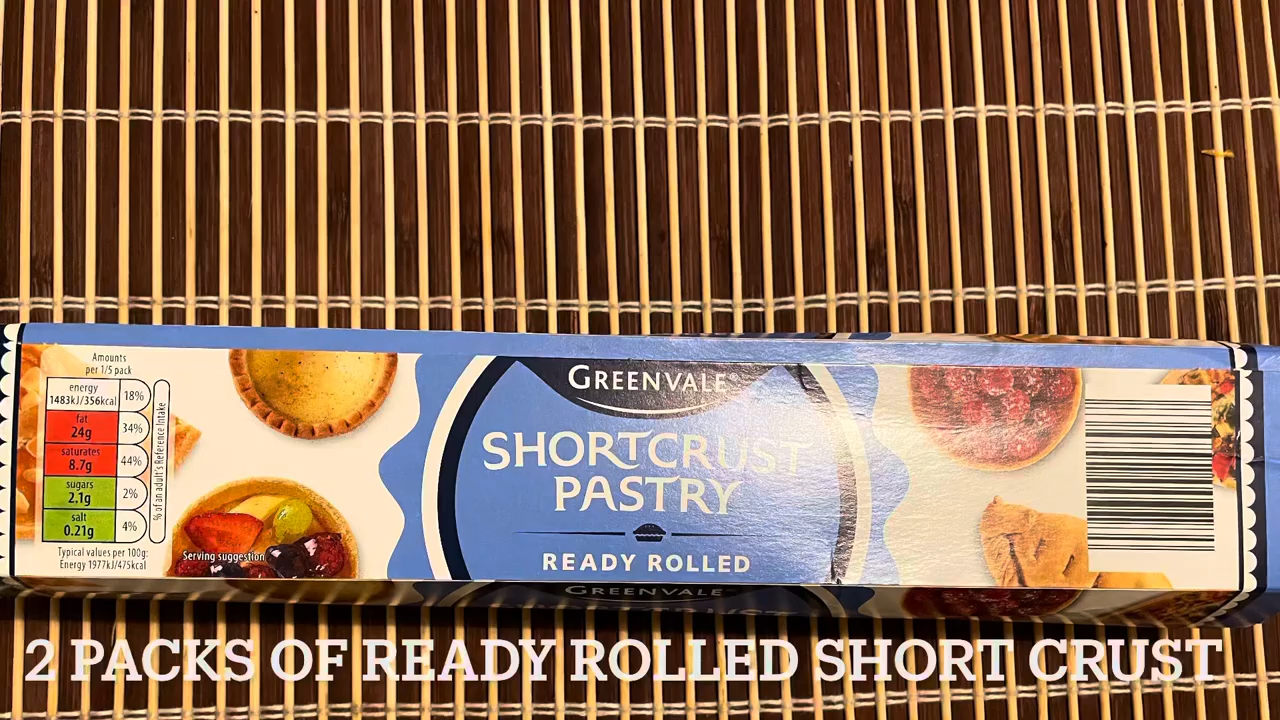 Amounts
per 1/5 pack
energy
1483kJ/356kcal
18%
fat
24g
34%
saturates
8.7g
44%
sugars
2.1g
2%
salt
0.21g
4%
% of an adult's Reference Intake
Typical values per 100g:
Energy 1977kJ/475kcal
Serving suggestion
GREENVALE
SHORTCRUST
PASTRY
READY ROLLED
GREENVALE
2 PACKS OF READY ROLLED SHORT CRUST